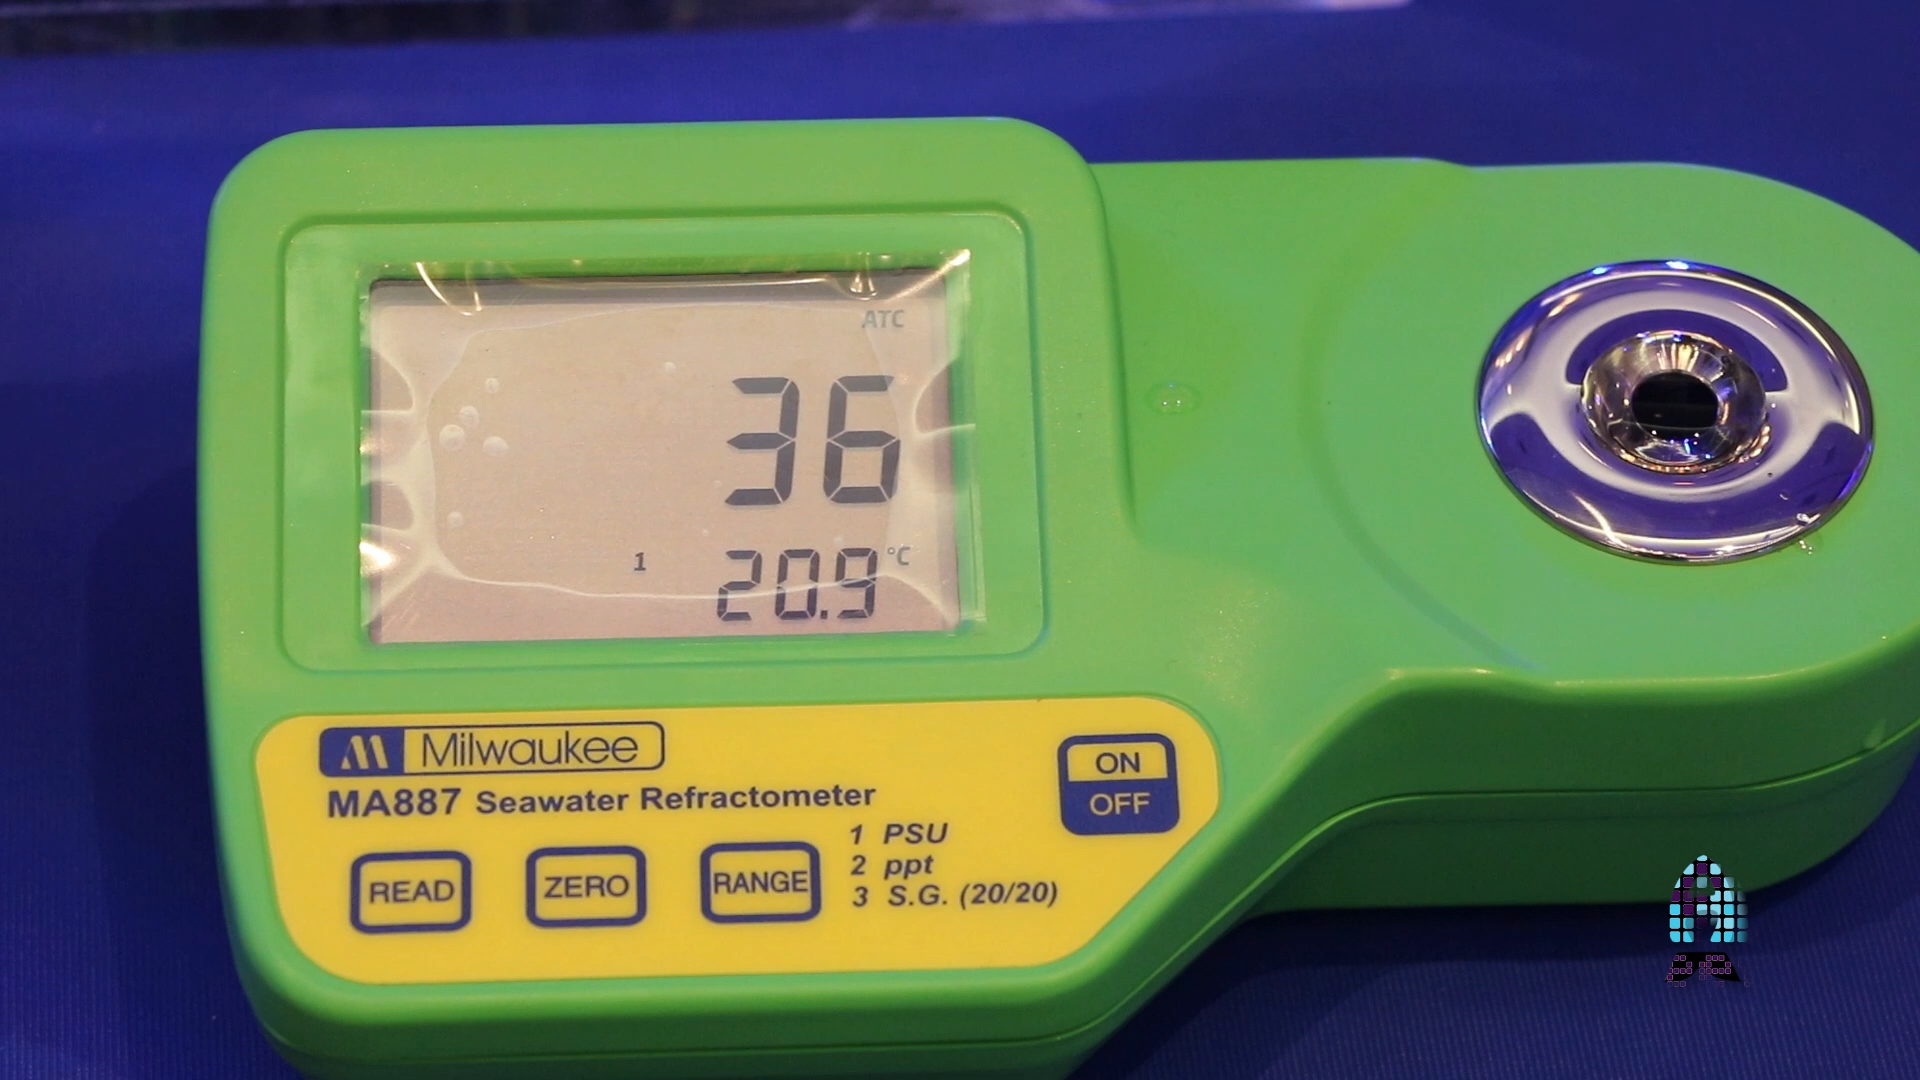 ATC
36
1 20.9 °C
Milwaukee
MA887 Seawater Refractometer
ON
OFF
READ
ZERO
RANGE
1 PSU
2 ppt
3 S.G. (20/20)